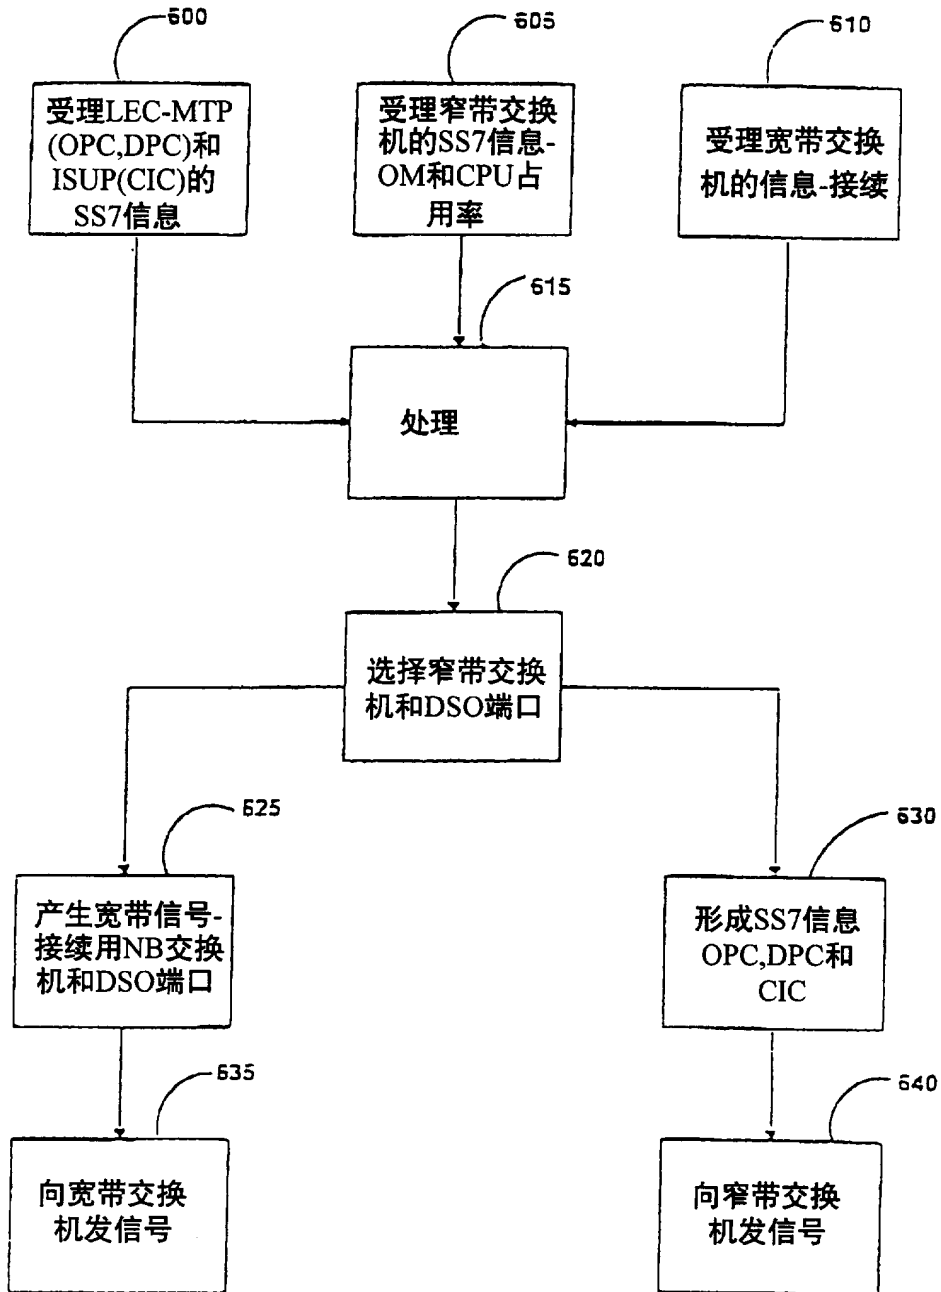 600
605
610
受理LEC-MTP
(OPC,DPC)和
ISUP(CIC)的
SS7信息
受理窄带交换
机的SS7信息-
OM和CPU占
用率
受理宽带交换
机的信息-接续
615
处理
620
选择窄带交换
机和DSO端口
625
630
产生宽带信号-
接续用NB交换
机和DSO端口
形成SS7信息
OPC,DPC和
CIC
635
640
向宽带交换
机发信号
向窄带交换
机发信号